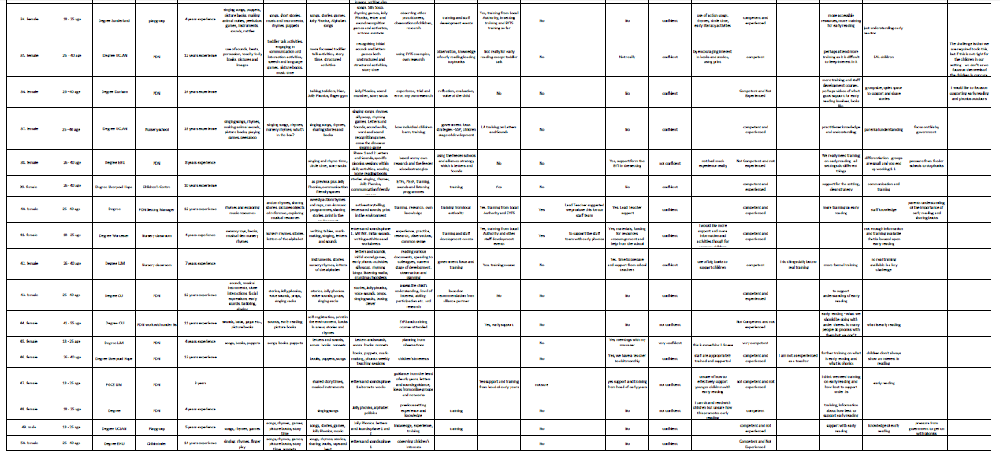 34. female 18 - 25 age Degree Sunderland playgroup 4 years experience singing songs, puppets, picture books, making animal noises, peekaboo games, instruments, sounds, rattles songs, short stories, music and instruments, rhymes, puppets songs, stories, games, Jolly Phonics, Alphabet songs songs, Silly Soup, rhyming games, Jolly Phonics, letter and sound recognition games and activities, observing other practitioners, observation of children, research training and staff development events Yes, training from Local Authority, in setting training and EYTS training so far No No confident use of action songs, rhymes, circle time, early literacy activities competent and experienced more accessible resources, more training for early reading just understanding early reading
35. female 26 - 40 age Degree UCLAN PDN 12 years experience use of sounds, beats, percussion, touchy feely books, pictures and images toddler talk activities, engaging in communication and interaction activities, speech and language games, picture books, music time more focussed toddler talk activities, story time, structured activities recognising initial sounds and letters games both unstructured and structured activities, story time using EYFS examples, own research observation, knowledge of early reading leading to phonics Not really for early reading except toddler talk No Not really confident by encouraging interest in books and stories, using print competent perhaps attend more training as it is difficult to keep interest in it EAL children The challenge is that we are required to do this, but if this is not right for the children in our setting - we don't as we focus on the needs of the children in our care
36. female 26 - 40 age Degree Durham PDN 14 years experience talking toddlers, ICan, Jolly Phonics, finger gym Jolly Phonics, sound muncher, story sacks experience, trial and error, my own research reflection, evaluation, voice of the child No No No confident Competent and Not Experienced more training and staff development courses, perhaps videos of what good support for early reading involves, looks like group size, quiet space to support and share stories I would like to focus on supporting early reading and phonics outdoors
37. female 26 - 40 age Degree UCLAN Nursery school 19 years experience singing songs, rhymes, making animal sounds, picture books, playing games, peekaboo singing songs, rhymes, nursery rhymes, what's in the box? singing songs, rhymes, sharing stories and books singing songs, rhymes, silly soup, rhyming games, Letters and Sounds, sound walks, word and sound recognition games, cross the dinosaur swamp game how individual children learn, training government focus strategies - SSP, children stage of development LA training on Letters and Sounds No No confident competent and experienced practitioner knowledge and understanding parental understanding focus on this by government
38. female 26 - 40 age Degree EHU PDN 8 years experience singing and rhyme time, circle time, story sacks Phase 1 and 2 Letters and Sounds, specific phonics sessions within daily activities, sending home reading books based on my own research and the feeder schools strategies using the feeder schools and alliances strategy which is Letters and Sounds No No Yes, support form the EYT in the setting not confident not had much experience really Not Competent and not experienced We really need training on early reading - all settings do different things differentiation - groups are small and you end up working 1-1 pressure from feeder schools to do phonics
39. female 26 - 40 age Degree Liverpool Hope Children's Centre 10 years experience as previous plus Jolly Phonics, communication friendly spaces stories, singing, rhymes, Jolly Phonics, communication friendly EYFS, PEEP, training, sounds and listening programmes training Yes No confident competent and experienced support for the setting, clear strategy communication and training
40. female 26 - 40 age Degree PDN Setting Manager 12 years experience rhymes and exploring music resources action rhymes, sharing stories, pictures objects of reference, exploring musical resources weekly action rhymes and raps, can do music programmes, sharing stories, print in the active storytelling, letters and sounds, print in the environment training, research, own knowledge training from local authority Yes, training from Local Authority and EYTS Yes Lead Teacher suggested we produce this for our staff team Yes, Lead Teacher support confident competent and experienced more training on early reading staff knowledge parents understanding of the importance of early reading and sharing books
41. female 18 - 25 age Degree Worcester Nursery classroom 4 years experience sensory toys, books, musical den nursery rhymes nursery rhymes, stories, letters of the alphabet writing tables, mark-making, singing, letters and sounds letters and sounds phase initial sounds, writing activities and worksheets experience, practice, research, observations, common sense training and staff development events Yes, training from Local Authority and other staff development events Yes to support the staff team with early phonics Yes, materials, funding for resources, encouragement and help from the school confident I would like more support and more information and activities though for competent and experienced not enough information and training available that is focused upon early reading
42. female 26 - 40 age Degree LJM Nursery classroom 7 years experience instruments, stories, nursery rhymes, letters of the alphabet letters and sounds, initial sound games, early phonic activities, silly soup, rhyming bingo, listening walks, grandmas footsteps reading various documents, speaking to colleagues, current stage of development, observation and planning government focus and training Yes, training course No Yes, time to prepare and support from school teachers confident use of big books to support children competent I do things daily but no real training more formal training no real training available is a key challenge
43. female 26 - 40 age Degree OU PDN 12 years experience sounds, musical instruments, close interactions, facial expressions, early sounds, babbling, stories, jolly phonics, voice sounds, props, singing sacks stories, jolly phonics, voice sounds, props, singing sacks stories, jolly phonics, voice sounds, props, singing sacks, boxing clever assess the child's understanding, level of interest, ability, participation etc. and research based on recommendation from alliance partner No No No confident competent and experienced to support understanding of early reading
44. female 41 - 55 age Degree OU PDN work with under 3s 11 years experience sounds, baba, gaga etc., picture books sounds, early reading picture books self-registration, print in the environment, books in areas, stories and rhymes EYFS and training courses attended Yes, early support No No not confident Not Competent and not experienced early reading - what we should be doing with under threes. So many people do phonics with them but we don't what is early reading
45. female 18 - 25 age Degree LJM PDN 4 years experience songs, books, puppets songs, books, puppets Letters and sounds, songs, books, puppets Letters and sounds, songs, books, puppets planning from observations No Yes, meetings with my manager very confident this is something I do very competent
46. female 26 - 40 age Degree Liverpool Hope PDN 13 years experience books, puppets, songs books, puppets, mark-making, phonics weekly teaching sessions children's interests No Yes, we have a teacher to visit monthly confident staff are appropriately trained and supported competent and experienced I am not as experienced as a teacher further training on what is early reading and what is phonics children don't always show an interest in reading
47. female 18 - 25 age PGCE LJM PDN 3 years shared story times, musical instruments letters and sounds phase 1 alternate weeks guidance from the head of early years, letters and sounds guidance, ideas from online groups and networks Yes support and training from head of early years not sure yes support and training from head of early years not confident unsure of how to effectively support younger children with early reading not competent and not experienced I think we need training on early reading and how best to support under 3s early reading
48. female 18 - 25 age Degree PDN 4 years experience singing songs Jolly phonics, alphabet pebbles previous setting experience and knowledge training No No not confident I can sit and read with children but unsure how this promotes early reading competent training, information about how best to support early reading
49. male 18 - 25 age Degree UCLAN Playgroup 5 years experience songs, rhymes, games songs, rhymes, games, picture books, story time songs, stories, games, Jolly Phonics, music Jolly Phonics, Letters and Sounds phase 1 and 2 knowledge, experience, training training No No confident competent and not experienced support with early reading knowledge of early reading pressure from government to get on with phonics
50. female 26 - 40 age Degree EHU Childminder 14 years experience singing, rhymes, finger play songs, rhymes, games, picture books, story time, puppets songs, rhymes, stories, sharing books, raps and letters and sounds phase 1 observing children's interests No No confident Competent and Not Experienced